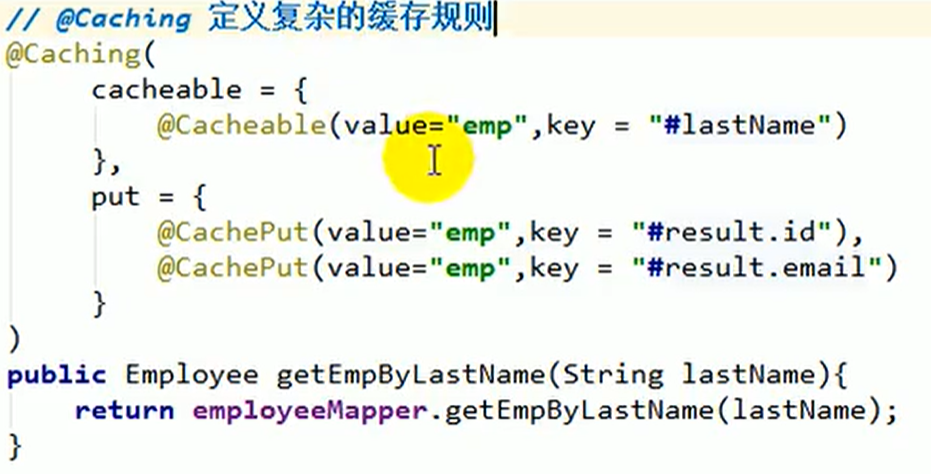 // @Caching 定义复杂的缓存规则
@Caching(
cacheable = {
@Cacheable(value="emp",key = "#lastName")
},
put = {
@CachePut(value="emp",key = "#result.id"),
@CachePut(value="emp",key = "#result.email")
}
)
public Employee getEmpByLastName(String lastName){
return employeeMapper.getEmpByLastName(lastName);
}